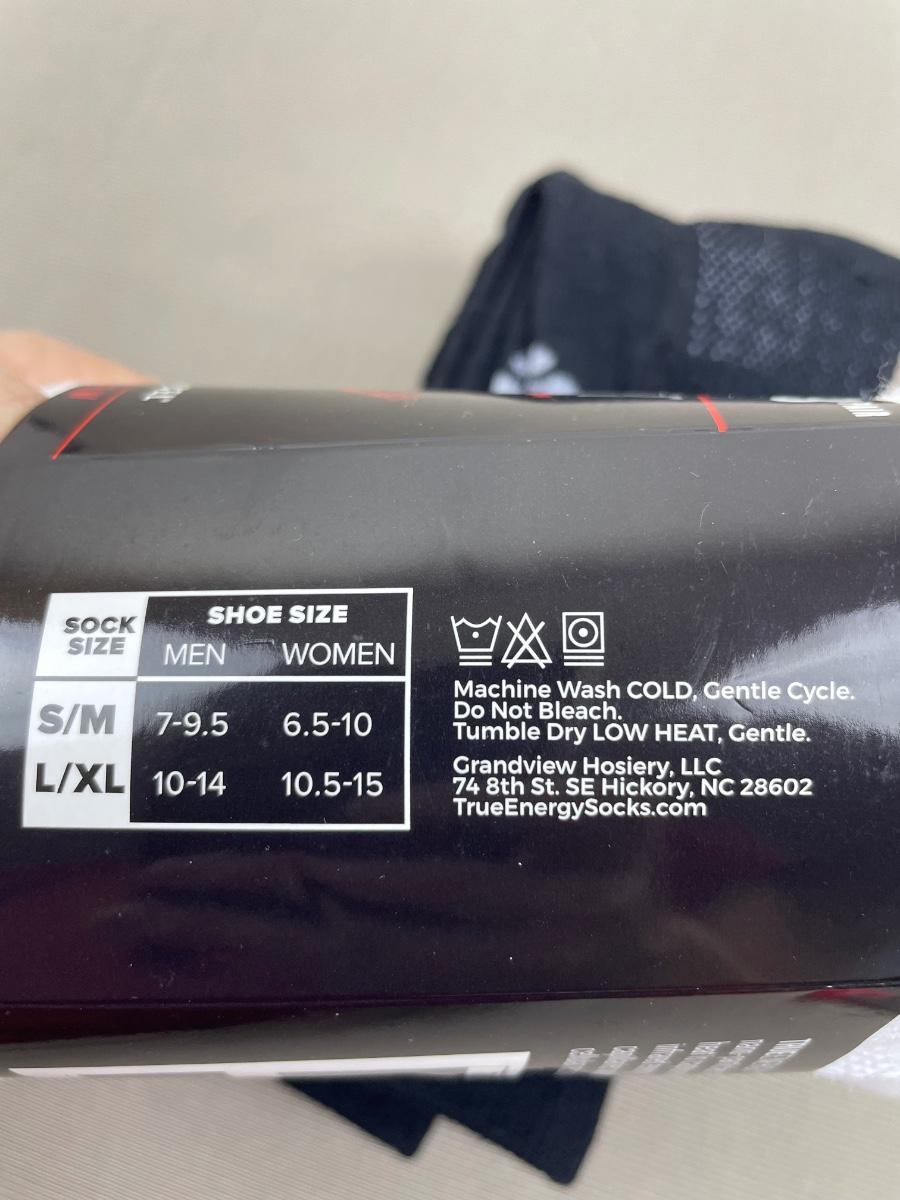 SOCK SIZE
SHOE SIZE
MEN WOMEN
S/M 7-9.5 6.5-10
L/XL 10-14 10.5-15
Machine Wash COLD, Gentle Cycle.
Do Not Bleach.
Tumble Dry LOW HEAT, Gentle.
Grandview Hosiery, LLC
74 8th St. SE Hickory, NC 28602
TrueEnergySocks.com